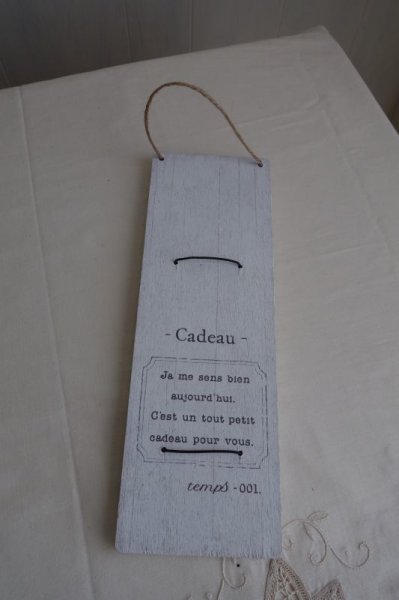 - Cadeau -
Ja me sens bien
aujourd'hui.
C'est un tout petit
cadeau pour vous.
temps - 001.